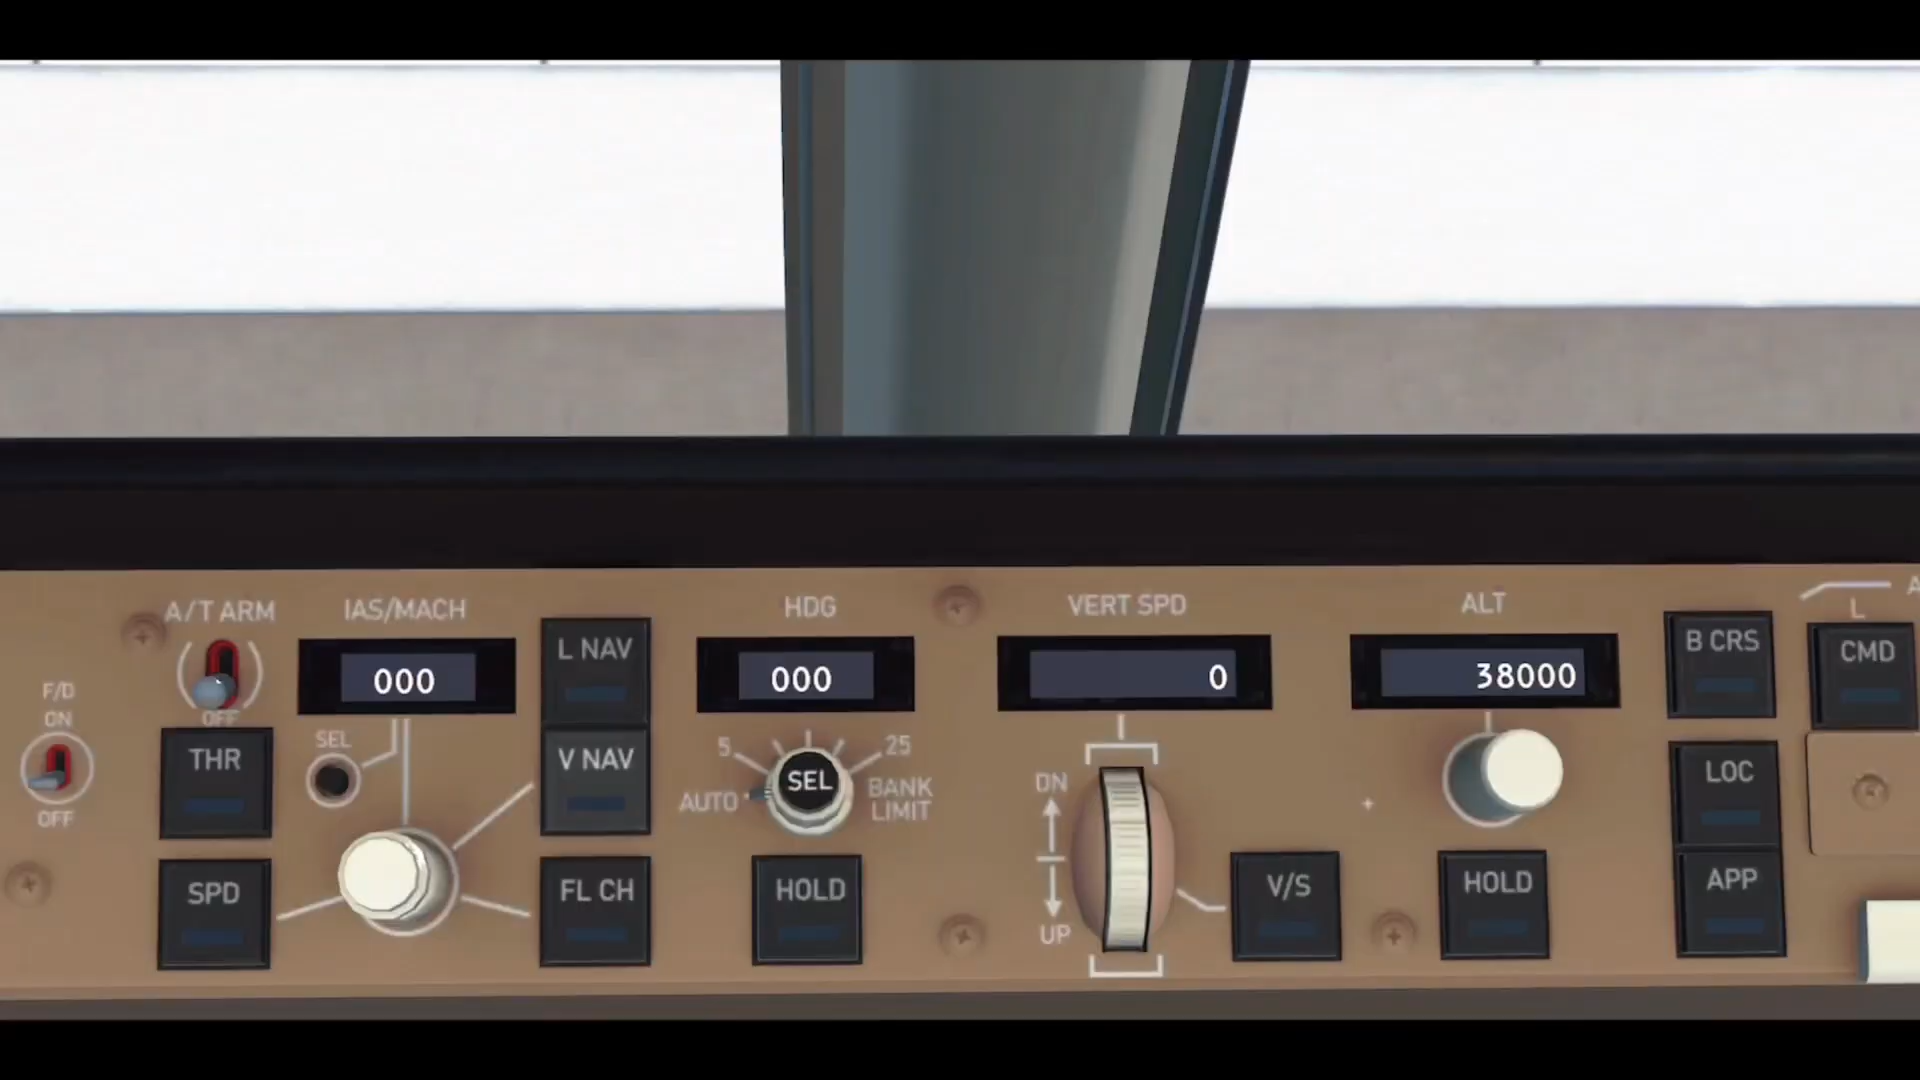 A/T ARM
OFF
F/D
ON
OFF
IAS/MACH
000
SEL
THR
SPD
L NAV
V NAV
FL CH
HDG
000
5
25
AUTO
SEL
BANK
LIMIT
HOLD
VERT SPD
0
DN
UP
V/S
ALT
38000
HOLD
B CRS
LOC
APP
L
CMD